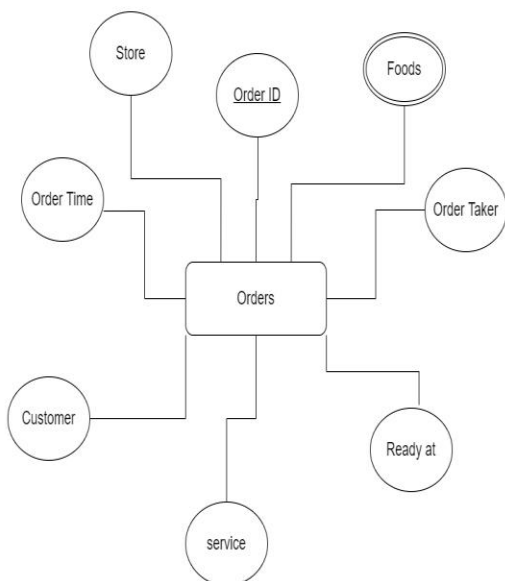 Store
Order ID
Foods
Order Time
Order Taker
Orders
Customer
Ready at
service